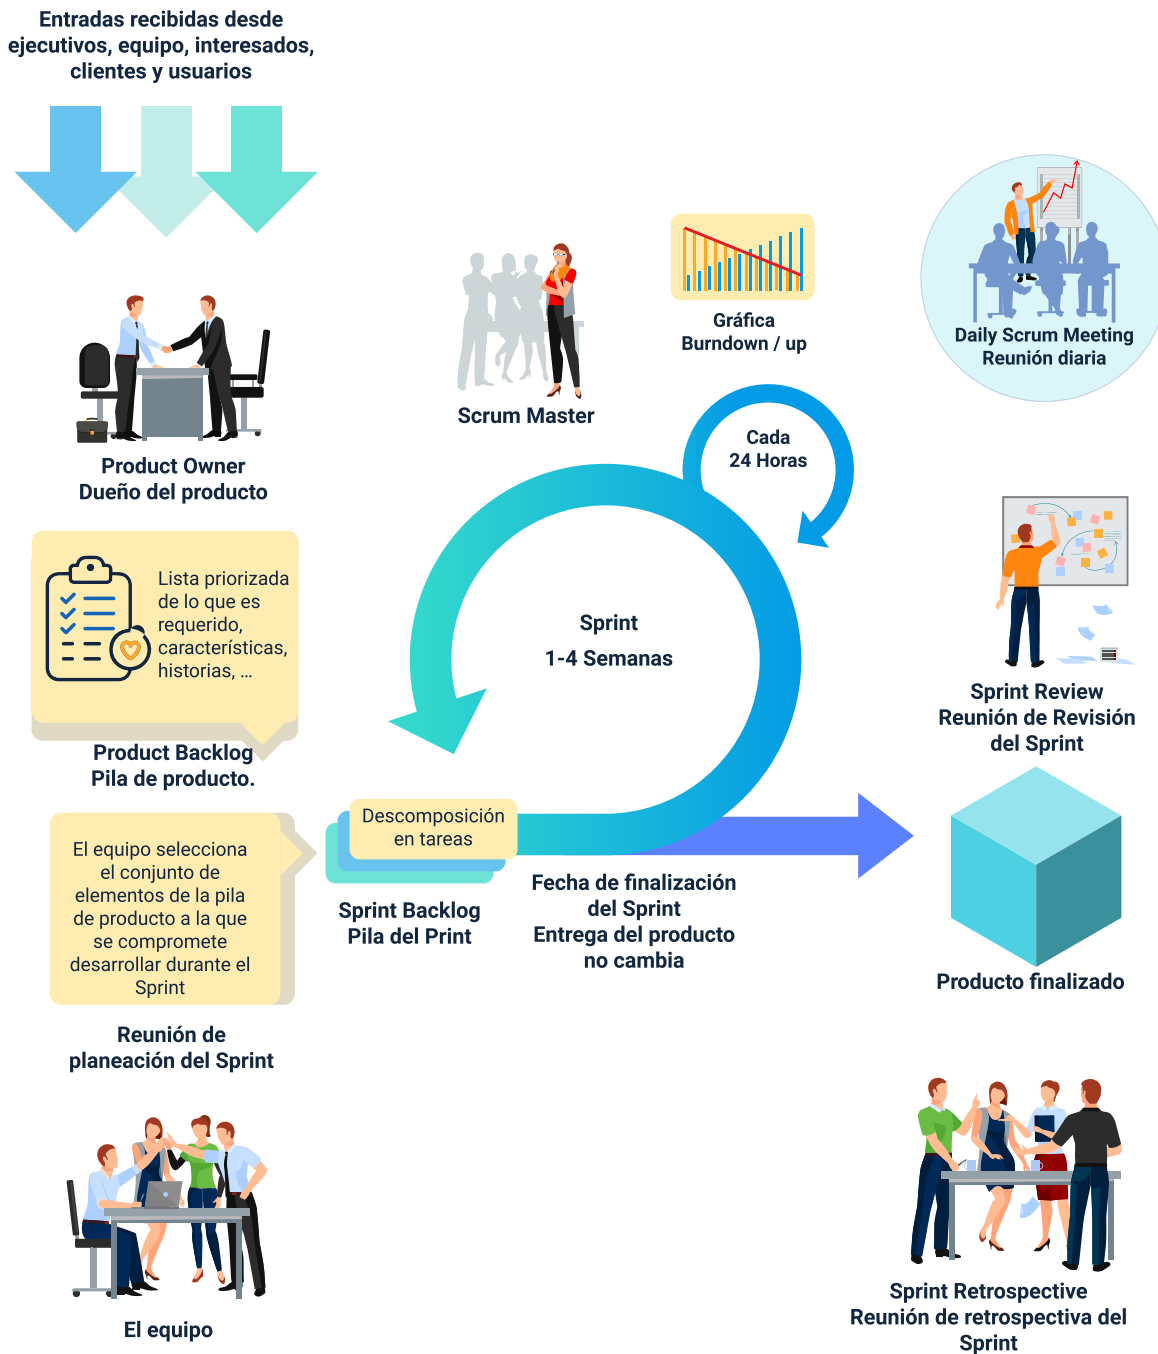 Entradas recibidas desde
ejecutivos, equipo, interesados,
clientes y usuarios
Product Owner
Dueño del producto
Lista priorizada
de lo que es
requerido,
características,
historias, ...
Product Backlog
Pila de producto.
El equipo selecciona
el conjunto de
elementos de la pila
de producto a la que
se compromete
desarrollar durante el
Sprint
Reunión de
planeación del Sprint
El equipo
Scrum Master
Gráfica
Burndown / up
Cada
24 Horas
Sprint
1-4 Semanas
Descomposición
en tareas
Sprint Backlog
Pila del Print
Fecha de finalización
del Sprint
Entrega del producto
no cambia
Daily Scrum Meeting
Reunión diaria
Sprint Review
Reunión de Revisión
del Sprint
Producto finalizado
Sprint Retrospective
Reunión de retrospectiva del
Sprint